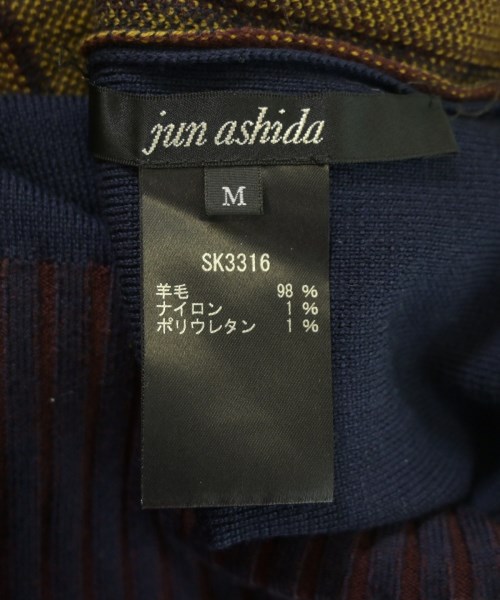 jun ashida
M
SK3316
羊毛 98 %
ナイロン 1 %
ポリウレタン 1 %